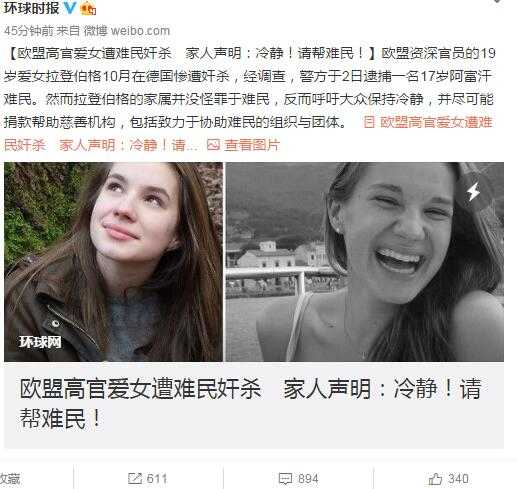 环球时报
45分钟前 来自 微博 weibo.com
【欧盟高官爱女遭难民奸杀 家人声明：冷静！请帮难民！】欧盟资深官员的19
岁爱女拉登伯格10月在德国惨遭奸杀，经调查，警方于2日逮捕一名17岁阿富汗
难民。然而拉登伯格的家属并没怪罪于难民，反而呼吁大众保持冷静，并尽可能
捐款帮助慈善机构，包括致力于协助难民的组织与团体。 欧盟高官爱女遭难
民奸杀 家人声明：冷静！请... 查看图片
环球网
欧盟高官爱女遭难民奸杀 家人声明：冷静！请
帮难民！
收藏 611 894 340